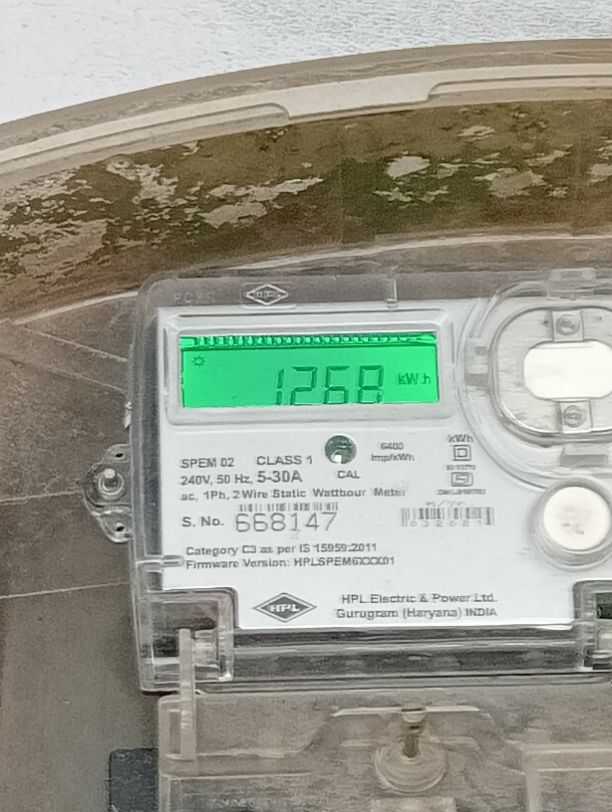 1268 kWh
6400
imp/kWh
kWh
SPEM 02 CLASS 1
240V, 50 Hz, 5-30A CAL
ac, 1Ph, 2 Wire Static Watthour Meter
S. No. 668147
Category C3 as per IS 15959:2011
Firmware Version: HPLSPEM6XXX01
HPL
HPL Electric & Power Ltd.
Gurugram (Haryana) INDIA